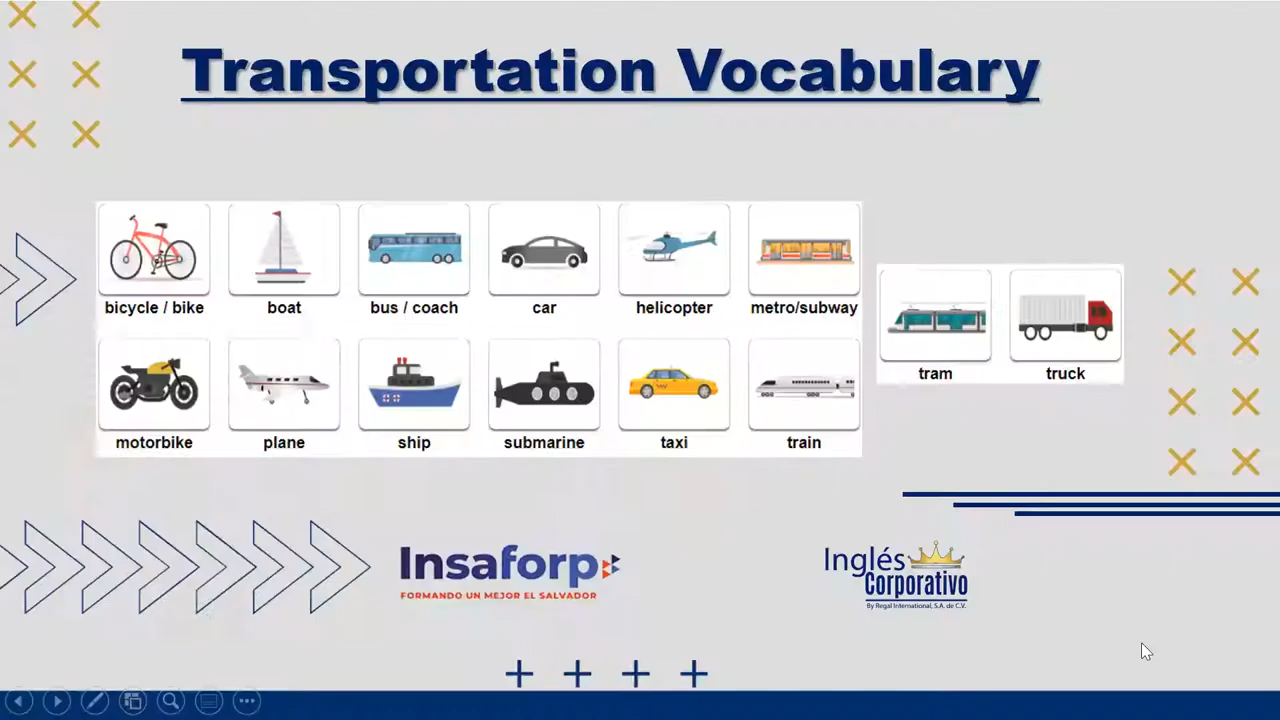 Transportation Vocabulary
bicycle / bike
boat
bus / coach
car
helicopter
metro/subway
motorbike
plane
ship
submarine
taxi
train
tram
truck
Insaforp
FORMANDO UN MEJOR EL SALVADOR
Inglés
Corporativo
By Regal International, S.A. de C.V.